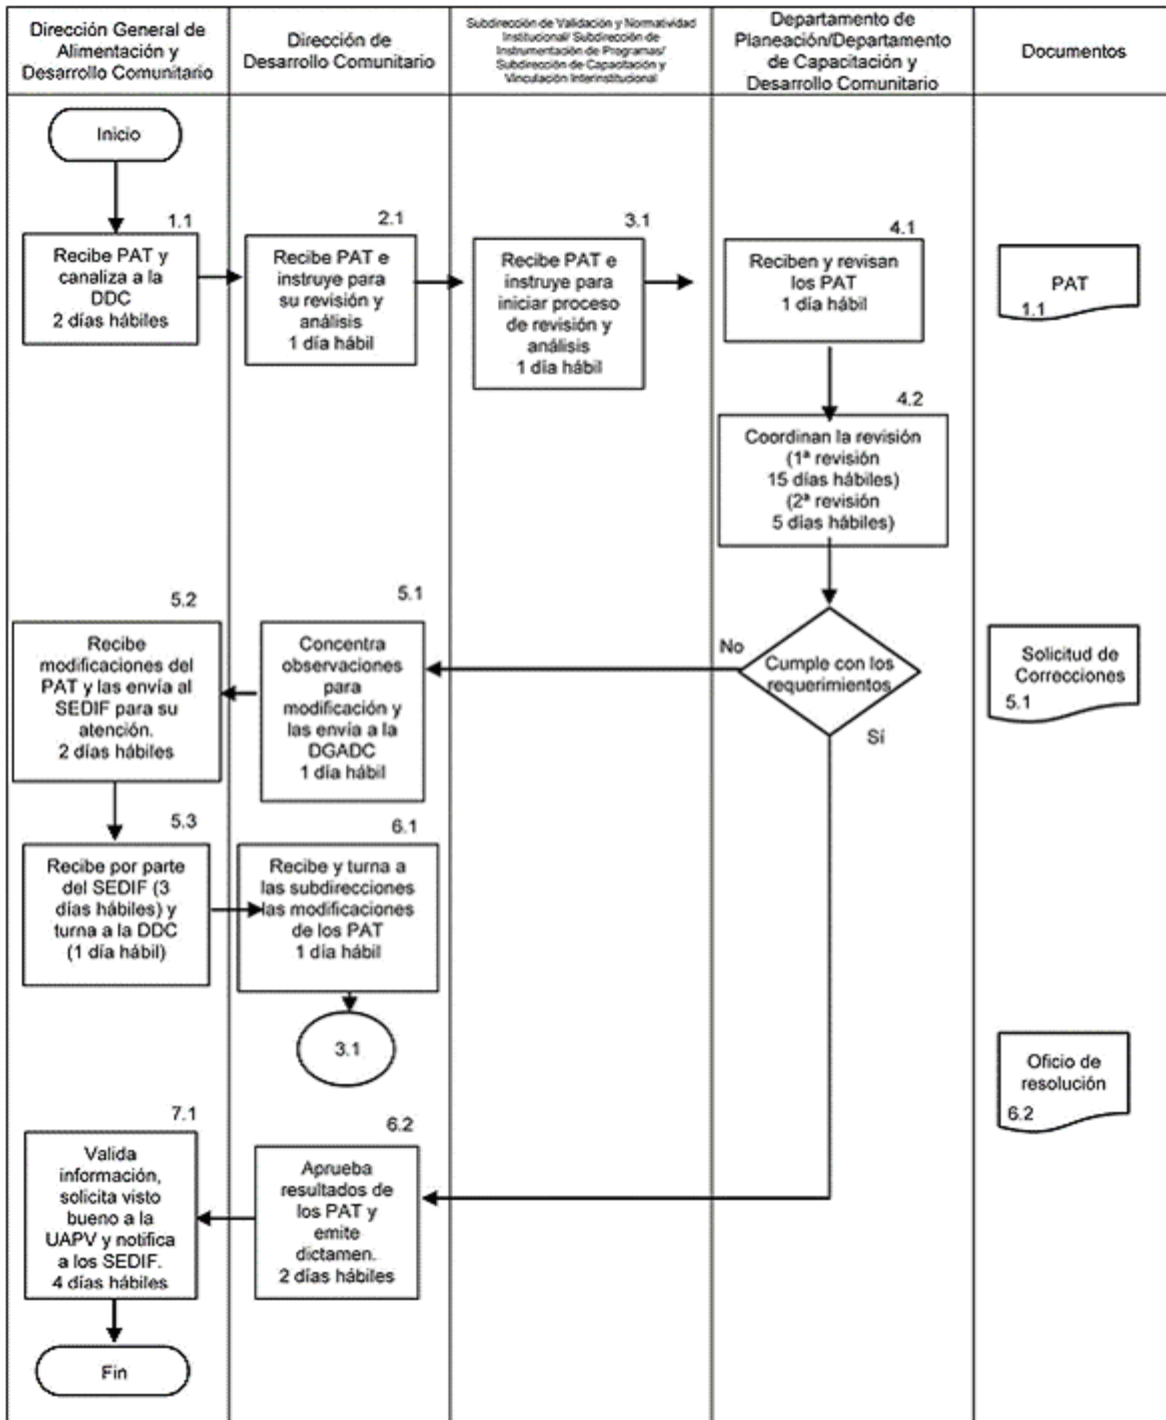 Dirección General de
Alimentación y
Desarrollo Comunitario
Dirección de
Desarrollo Comunitario
Subdirección de Validación y Normatividad
Institucional/ Subdirección de
Instrumentación de Programas/
Subdirección de Capacitación y
Vinculación Interinstitucional
Departamento de
Planeación/Departamento
de Capacitación y
Desarrollo Comunitario
Documentos
Inicio
1.1
Recibe PAT y
canaliza a la
DDC
2 días hábiles
2.1
Recibe PAT e
instruye para
su revisión y
análisis
1 día hábil
3.1
Recibe PAT e
instruye para
iniciar proceso
de revisión y
análisis
1 día hábil
4.1
Reciben y revisan
los PAT
1 día hábil
PAT
1.1
4.2
Coordinan la revisión
(1ª revisión
15 días hábiles)
(2ª revisión
5 días hábiles)
Cumple con los
requerimientos
No
Sí
5.1
Concentra
observaciones
para
modificación y
las envía a la
DGADC
1 día hábil
5.2
Recibe
modificaciones del
PAT y las envía al
SEDIF para su
atención.
2 días hábiles
Solicitud de
Correcciones
5.1
5.3
Recibe por parte
del SEDIF (3
días hábiles) y
turna a la DDC
(1 día hábil)
6.1
Recibe y turna a
las subdirecciones
las modificaciones
de los PAT
1 día hábil
3.1
Oficio de
resolución
6.2
6.2
Aprueba
resultados de
los PAT y
emite
dictamen.
2 días hábiles
7.1
Valida
información,
solicita visto
bueno a la
UAPV y notifica
a los SEDIF.
4 días hábiles
Fin